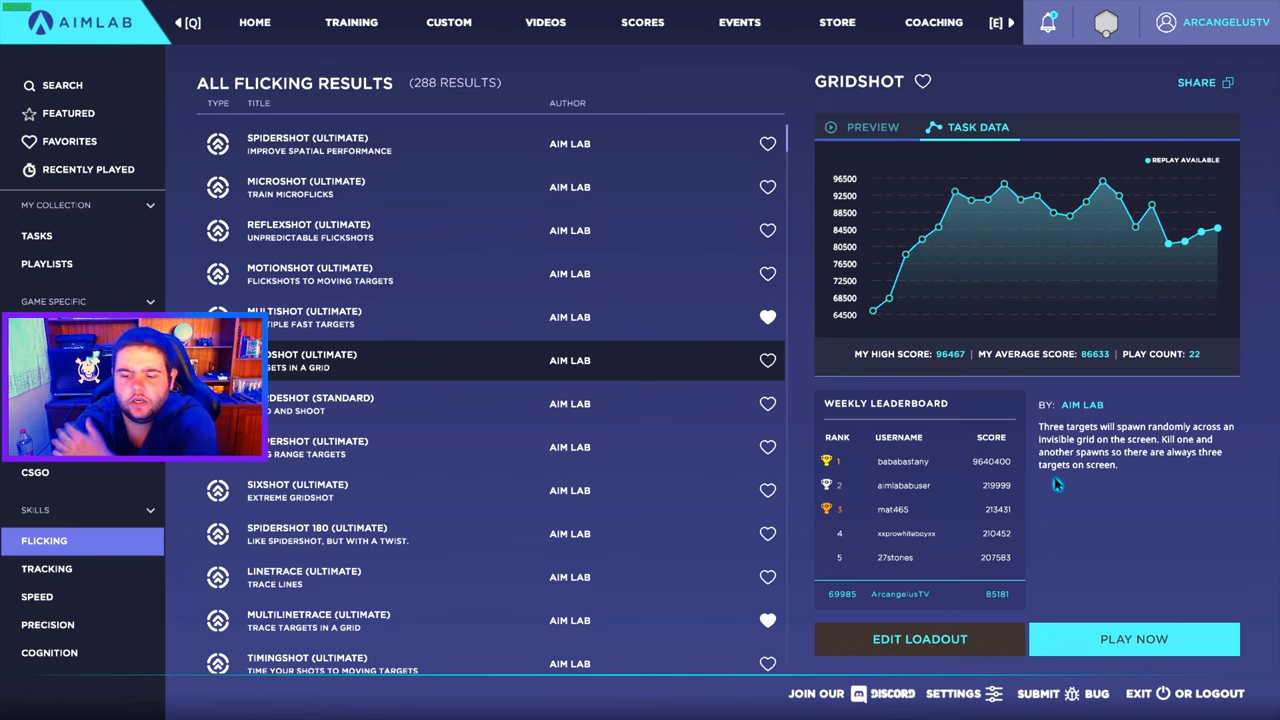 AIMLAB
[Q]
HOME
TRAINING
CUSTOM
VIDEOS
SCORES
EVENTS
STORE
COACHING
[E]
ARCANGELUSTV
SEARCH
FEATURED
FAVORITES
RECENTLY PLAYED
MY COLLECTION
TASKS
PLAYLISTS
GAME SPECIFIC
CSGO
SKILLS
FLICKING
TRACKING
SPEED
PRECISION
COGNITION
ALL FLICKING RESULTS (288 RESULTS)
TYPE TITLE AUTHOR
SPIDERSHOT (ULTIMATE)
IMPROVE SPATIAL PERFORMANCE
AIM LAB
MICROSHOT (ULTIMATE)
TRAIN MICROFLICKS
AIM LAB
REFLEXSHOT (ULTIMATE)
UNPREDICTABLE FLICKSHOTS
AIM LAB
MOTIONSHOT (ULTIMATE)
FLICKSHOTS TO MOVING TARGETS
AIM LAB
MULTISHOT (ULTIMATE)
TIPLE FAST TARGETS
AIM LAB
DSHOT (ULTIMATE)
GETS IN A GRID
AIM LAB
DESHOT (STANDARD)
D AND SHOOT
AIM LAB
PERSHOT (ULTIMATE)
G RANGE TARGETS
AIM LAB
SIXSHOT (ULTIMATE)
EXTREME GRIDSHOT
AIM LAB
SPIDERSHOT 180 (ULTIMATE)
LIKE SPIDERSHOT, BUT WITH A TWIST.
AIM LAB
LINETRACE (ULTIMATE)
TRACE LINES
AIM LAB
MULTILINETRACE (ULTIMATE)
TRACE TARGETS IN A GRID
AIM LAB
TIMINGSHOT (ULTIMATE)
TIME YOUR SHOTS TO MOVING TARGETS
AIM LAB
GRIDSHOT
SHARE
PREVIEW
TASK DATA
REPLAY AVAILABLE
96500
92500
88500
84500
80500
76500
72500
68500
64500
MY HIGH SCORE: 96467 | MY AVERAGE SCORE: 86633 | PLAY COUNT: 22
WEEKLY LEADERBOARD
RANK USERNAME SCORE
1 bababastany 9640400
2 aimlababuser 219999
3 mat465 213431
4 xxprowhiteboyxx 210452
5 27stones 207583
69985 ArcangelusTV 85181
BY: AIM LAB
Three targets will spawn randomly across an
invisible grid on the screen. Kill one and
another spawns so there are always three
targets on screen.
EDIT LOADOUT
PLAY NOW
JOIN OUR DISCORD
SETTINGS
SUBMIT BUG
EXIT OR LOGOUT